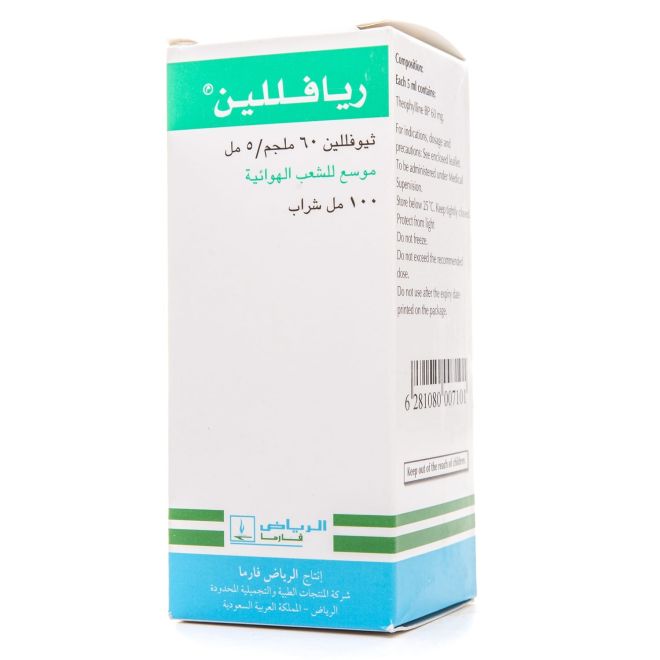 ريافللين
ثيوفللين ٦٠ ملجم/٥ مل
موسع للشعب الهوائية
١٠٠ مل شراب
الرياض
فارما
إنتاج الرياض فارما
شركة المنتجات الطبية والتجميلية المحدودة
الرياض - المملكة العربية السعودية
Composition:
Each 5 ml contains:
Theophylline BP 60 mg.
For indications, dosage and
precautions: See enclosed leaflet.
To be administered under Medical
Supervision.
Store below 25°C. Keep tightly closed.
Protect from light
Do not freeze.
Do not exceed the recommended
dose.
Do not use after the expiry date
printed on the package.
6 281080 007101
Keep out of the reach of children.